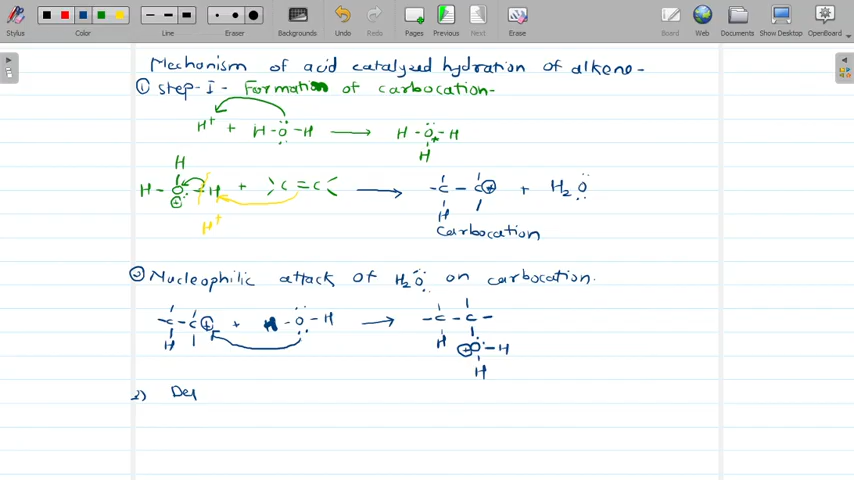 Stylus
Color
Line
Eraser
Backgrounds
Undo
Redo
Pages
Previous
Next
Erase
Board
Web
Documents
Show Desktop
OpenBoard
Mechanism of acid catalyzed hydration of alkene-
① Step-I - Formation of carbocation-
H+ + H-O-H → H-O-H
+
H
H
H-O-H + >C=C< → -C-C⊕ + H2O
⊕
H+
H
Carbocation
② Nucleophilic attack of H2O on carbocation.
-C-C⊕ + H-O-H → -C-C-
H
H ⊕O-H
H
3) Dep